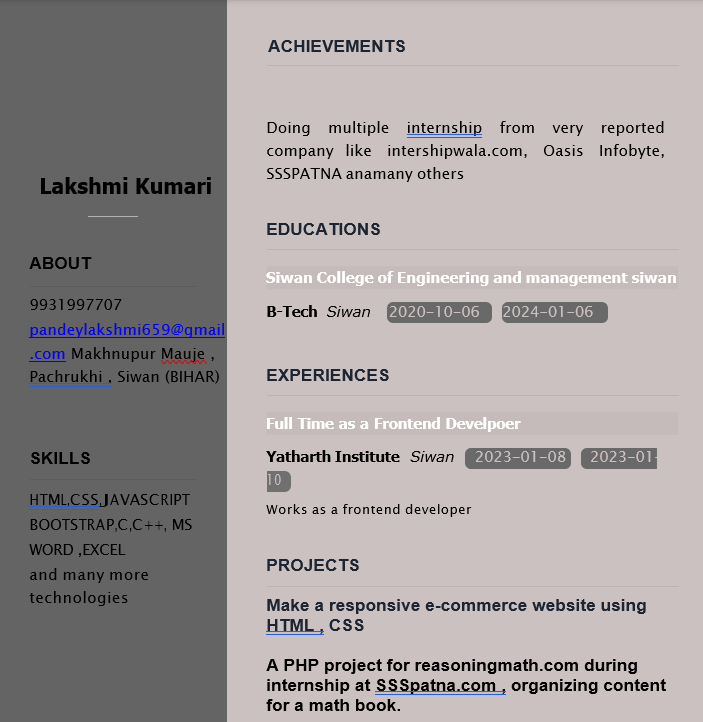 Lakshmi Kumari
ABOUT
9931997707
pandeylakshmi659@gmail
.com Makhnupur Mauje ,
Pachrukhi , Siwan (BIHAR)
SKILLS
HTML,CSS,JAVASCRIPT
BOOTSTRAP,C,C++, MS
WORD ,EXCEL
and many more
technologies
ACHIEVEMENTS
Doing multiple internship from very reported
company like intershipwala.com, Oasis Infobyte,
SSSPATNA anamany others
EDUCATIONS
Siwan College of Engineering and management siwan
B-Tech Siwan 2020-10-06 2024-01-06
EXPERIENCES
Full Time as a Frontend Develpoer
Yatharth Institute Siwan 2023-01-08 2023-01-
10
Works as a frontend developer
PROJECTS
Make a responsive e-commerce website using
HTML , CSS
A PHP project for reasoningmath.com during
internship at SSSpatna.com , organizing content
for a math book.